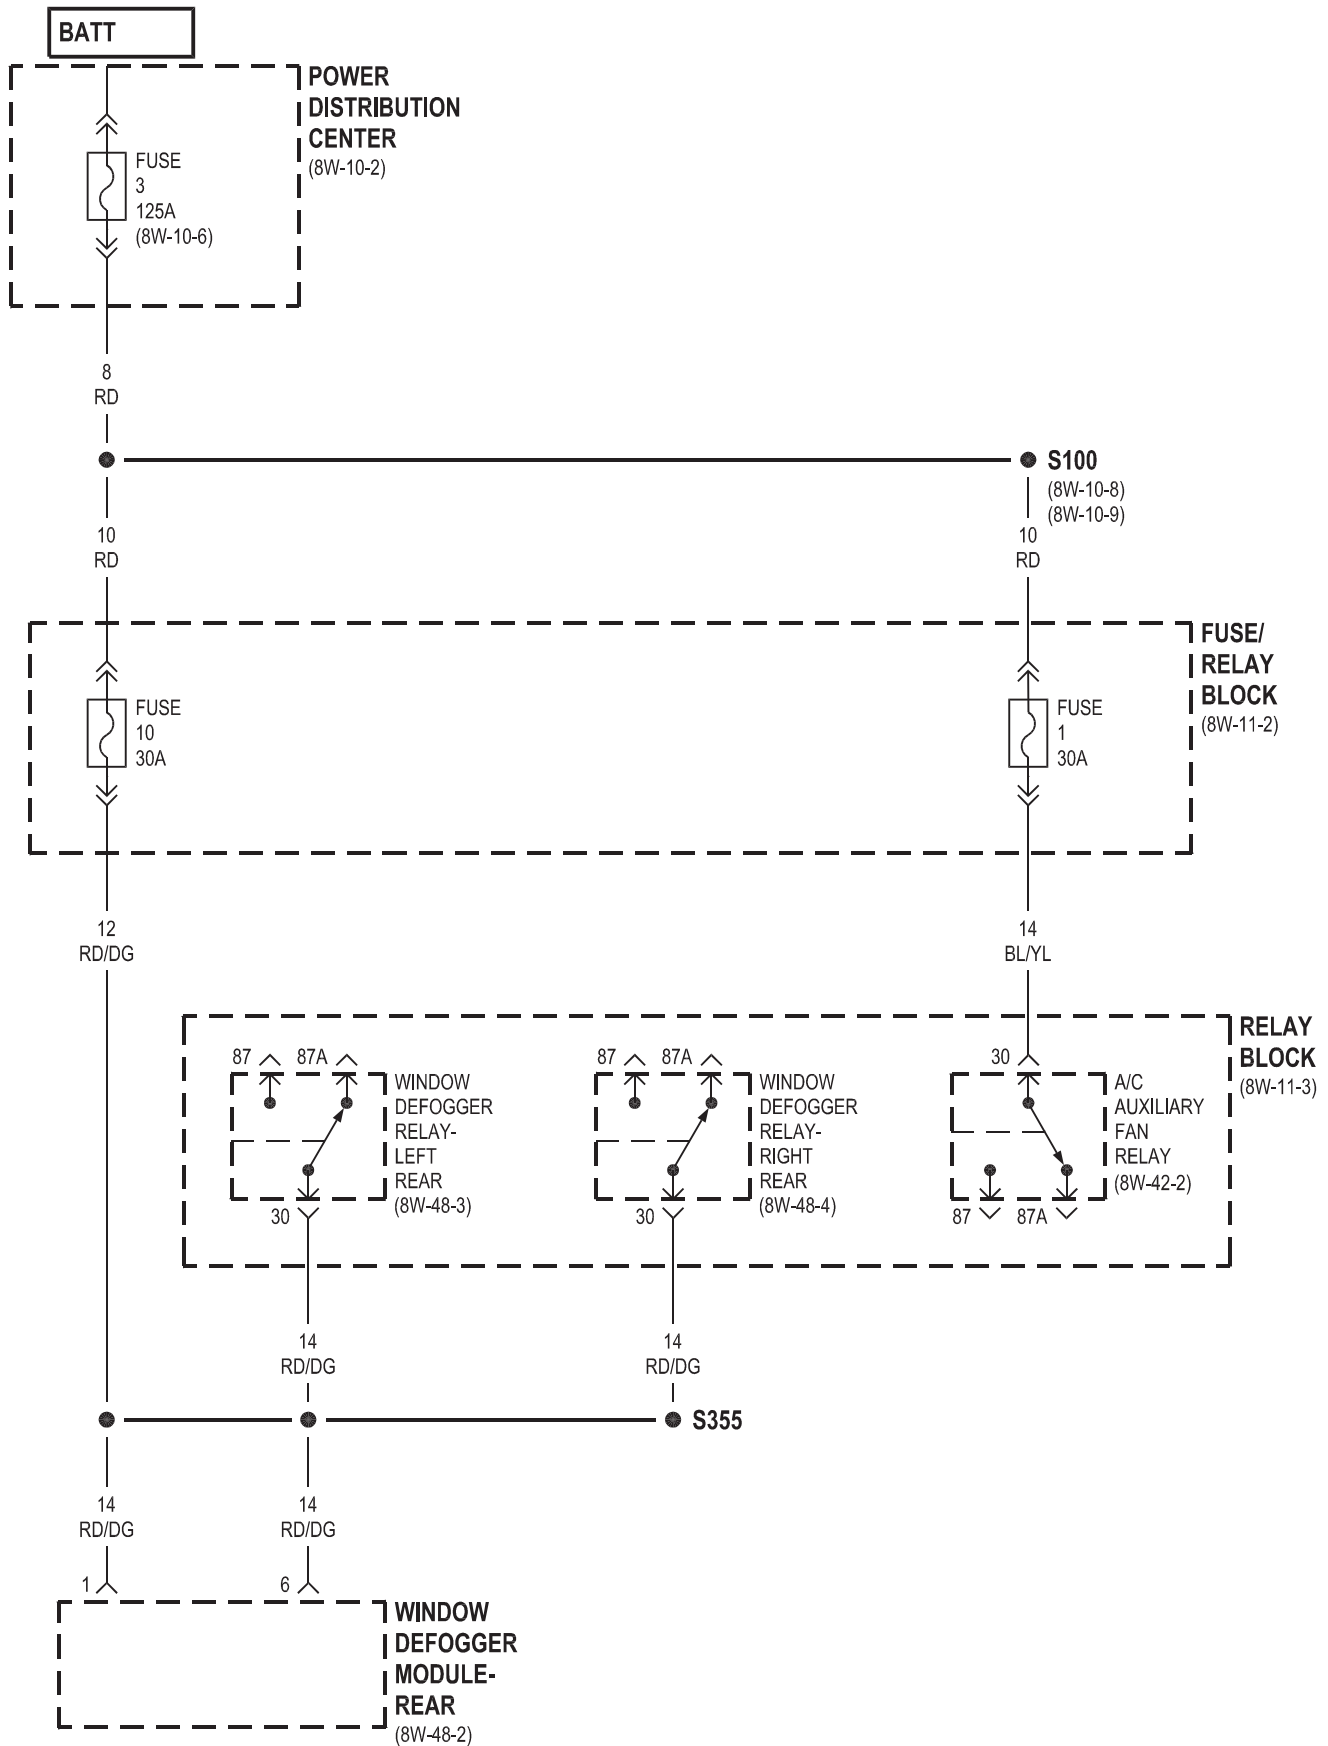 BATT
POWER
DISTRIBUTION
CENTER
(8W-10-2)
FUSE
3
125A
(8W-10-6)
8
RD
S100
(8W-10-8)
(8W-10-9)
10
RD
10
RD
FUSE/
RELAY
BLOCK
(8W-11-2)
FUSE
10
30A
FUSE
1
30A
12
RD/DG
14
BL/YL
RELAY
BLOCK
(8W-11-3)
87
87A
WINDOW
DEFOGGER
RELAY-
LEFT
REAR
(8W-48-3)
30
87
87A
WINDOW
DEFOGGER
RELAY-
RIGHT
REAR
(8W-48-4)
30
30
A/C
AUXILIARY
FAN
RELAY
(8W-42-2)
87
87A
14
RD/DG
14
RD/DG
S355
14
RD/DG
14
RD/DG
1
6
WINDOW
DEFOGGER
MODULE-
REAR
(8W-48-2)